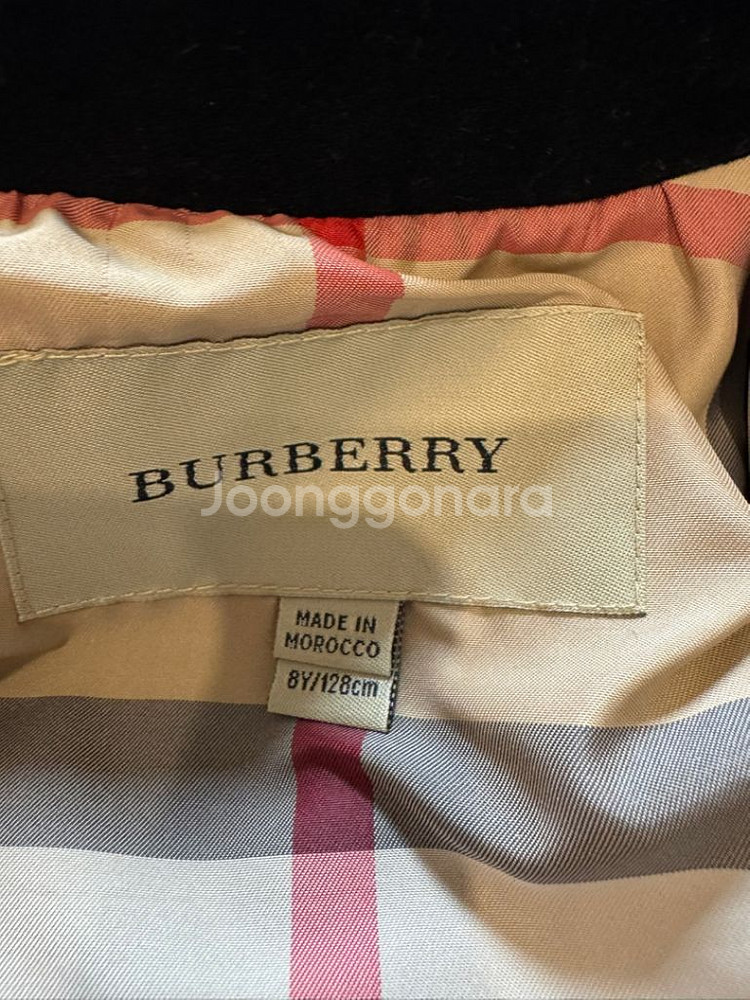 BURBERRY
Joonggonara
MADE IN
MOROCCO
8Y/128cm